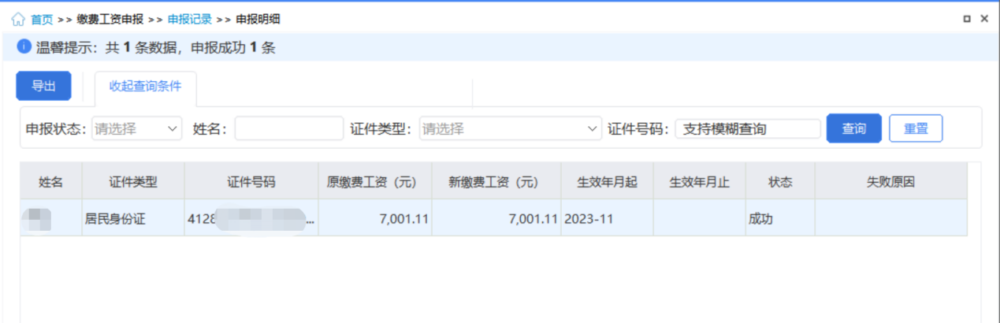 首页 >> 缴费工资申报 >> 申报记录 >> 申报明细
温馨提示：共 1 条数据，申报成功 1 条
导出 收起查询条件
申报状态： 请选择 姓名： 证件类型： 请选择 证件号码： 支持模糊查询 查询 重置
姓名 证件类型 证件号码 原缴费工资（元） 新缴费工资（元） 生效年月起 生效年月止 状态 失败原因
居民身份证 4128 ... 7,001.11 7,001.11 2023-11 成功